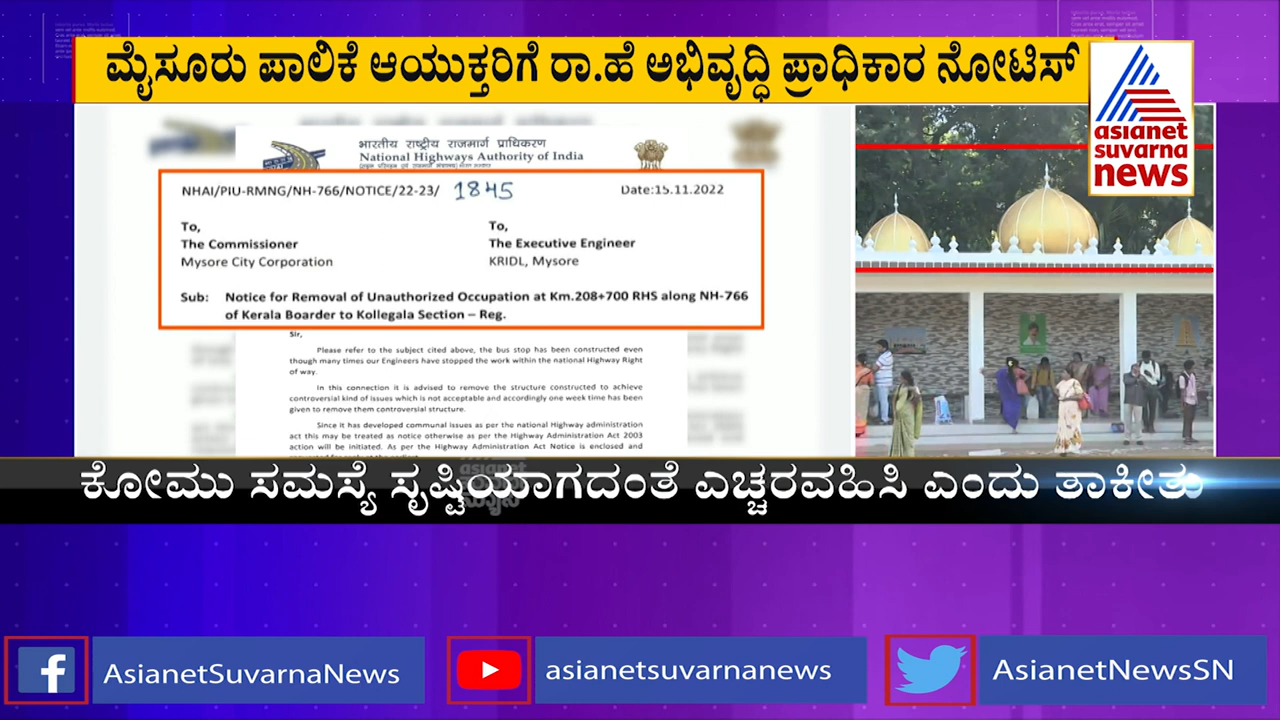 ಮೈಸೂರು ಪಾಲಿಕೆ ಆಯುಕ್ತರಿಗೆ ರಾ.ಹೆ ಅಭಿವೃದ್ಧಿ ಪ್ರಾಧಿಕಾರ ನೋಟಿಸ್
asianet
suvarna
news
भारतीय राष्ट्रीय राजमार्ग प्राधिकरण
National Highways Authority of India
NHAI/PIU-RMNG/NH-766/NOTICE/22-23/ 1845
Date:15.11.2022
To,
The Commissioner
Mysore City Corporation
To,
The Executive Engineer
KRIDL, Mysore
Sub: Notice for Removal of Unauthorized Occupation at Km.208+700 RHS along NH-766
of Kerala Boarder to Kollegala Section – Reg.
Sir,
Please refer to the subject cited above, the bus stop has been constructed even
though many times our Engineers have stopped the work within the national Highway Right
of way.
In this connection it is advised to remove the structure constructed to achieve
controversial kind of issues which is not acceptable and accordingly one week time has been
given to remove them controversial structure.
Since it has developed communal issues as per the national Highway administration
act this may be treated as notice otherwise as per the Highway Administration Act 2003
action will be initiated. As per the Highway Administration Act Notice is enclosed and
ಕೋಮು ಸಮಸ್ಯೆ ಸೃಷ್ಟಿಯಾಗದಂತೆ ಎಚ್ಚರವಹಿಸಿ ಎಂದು ತಾಕೀತು
AsianetSuvarnaNews
asianetsuvarnanews
AsianetNewsSN